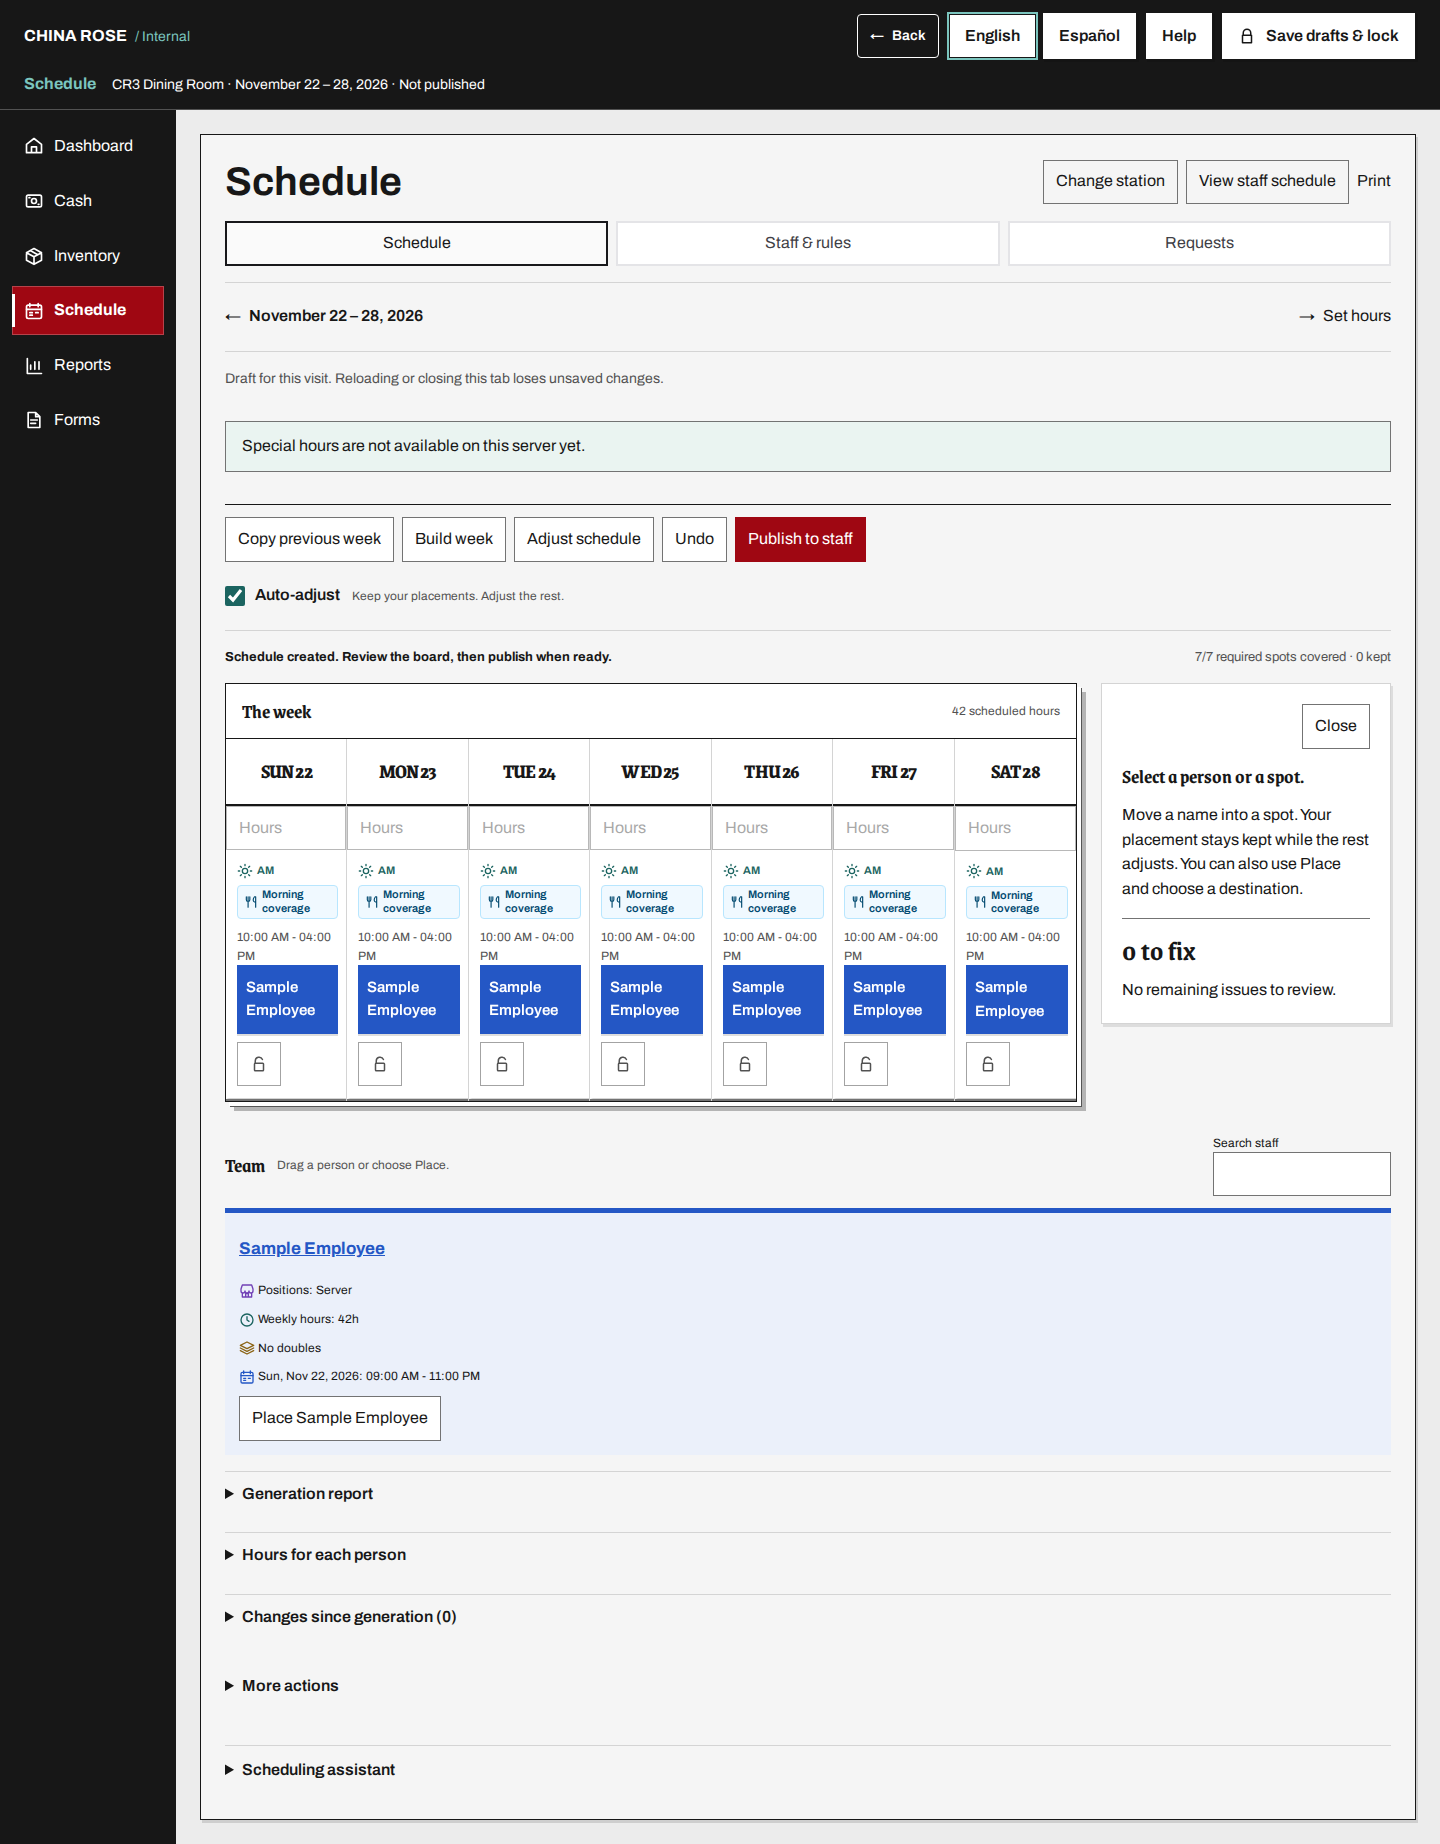 CHINA ROSE / Internal
← Back
English
Español
Help
Save drafts & lock
Schedule CR3 Dining Room · November 22 – 28, 2026 · Not published
Dashboard
Cash
Inventory
Schedule
Reports
Forms
Schedule
Change station
View staff schedule
Print
Schedule
Staff & rules
Requests
← November 22 – 28, 2026
→ Set hours
Draft for this visit. Reloading or closing this tab loses unsaved changes.
Special hours are not available on this server yet.
Copy previous week
Build week
Adjust schedule
Undo
Publish to staff
Auto-adjust Keep your placements. Adjust the rest.
Schedule created. Review the board, then publish when ready.
7/7 required spots covered · 0 kept
The week
42 scheduled hours
SUN 22
MON 23
TUE 24
WED 25
THU 26
FRI 27
SAT 28
Hours
Hours
Hours
Hours
Hours
Hours
Hours
AM
Morning
coverage
10:00 AM - 04:00
PM
Sample
Employee
AM
Morning
coverage
10:00 AM - 04:00
PM
Sample
Employee
AM
Morning
coverage
10:00 AM - 04:00
PM
Sample
Employee
AM
Morning
coverage
10:00 AM - 04:00
PM
Sample
Employee
AM
Morning
coverage
10:00 AM - 04:00
PM
Sample
Employee
AM
Morning
coverage
10:00 AM - 04:00
PM
Sample
Employee
AM
Morning
coverage
10:00 AM - 04:00
PM
Sample
Employee
Close
Select a person or a spot.
Move a name into a spot. Your
placement stays kept while the rest
adjusts. You can also use Place
and choose a destination.
0 to fix
No remaining issues to review.
Team Drag a person or choose Place.
Search staff
Sample Employee
Positions: Server
Weekly hours: 42h
No doubles
Sun, Nov 22, 2026: 09:00 AM - 11:00 PM
Place Sample Employee
Generation report
Hours for each person
Changes since generation (0)
More actions
Scheduling assistant